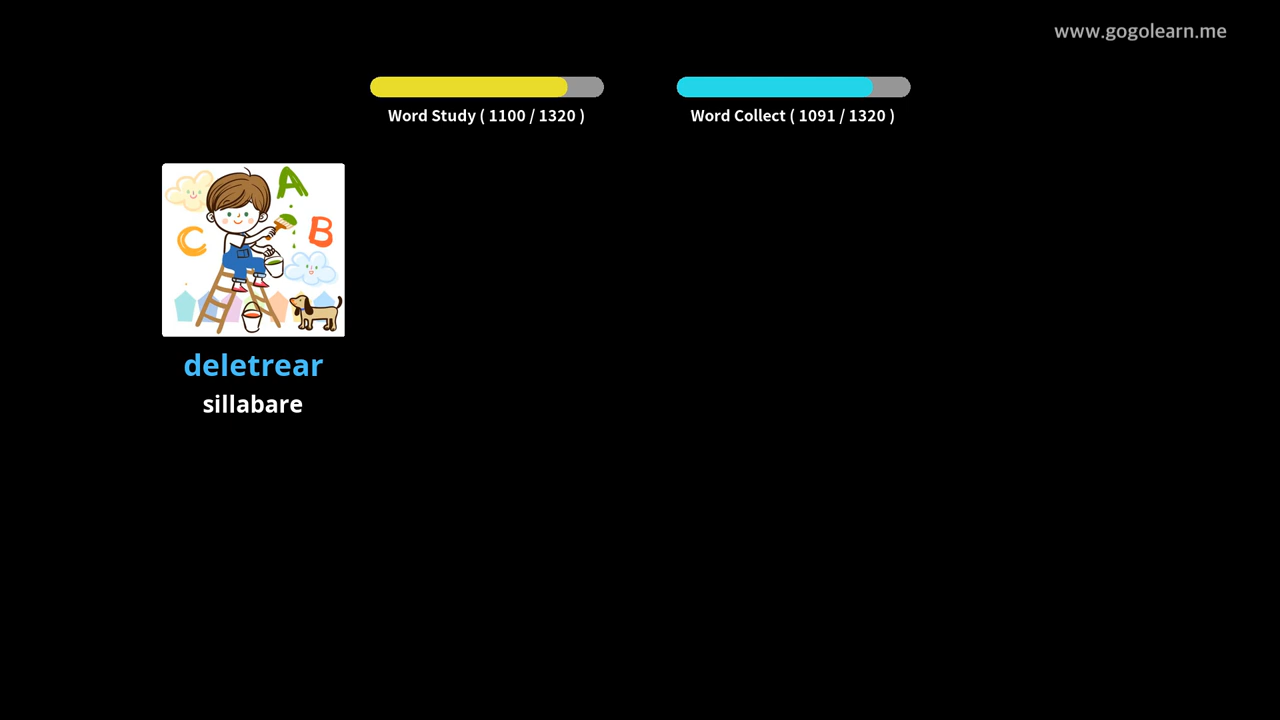 www.gogolearn.me
Word Study ( 1100 / 1320 )
Word Collect ( 1091 / 1320 )
A
B
C
deletrear
sillabare